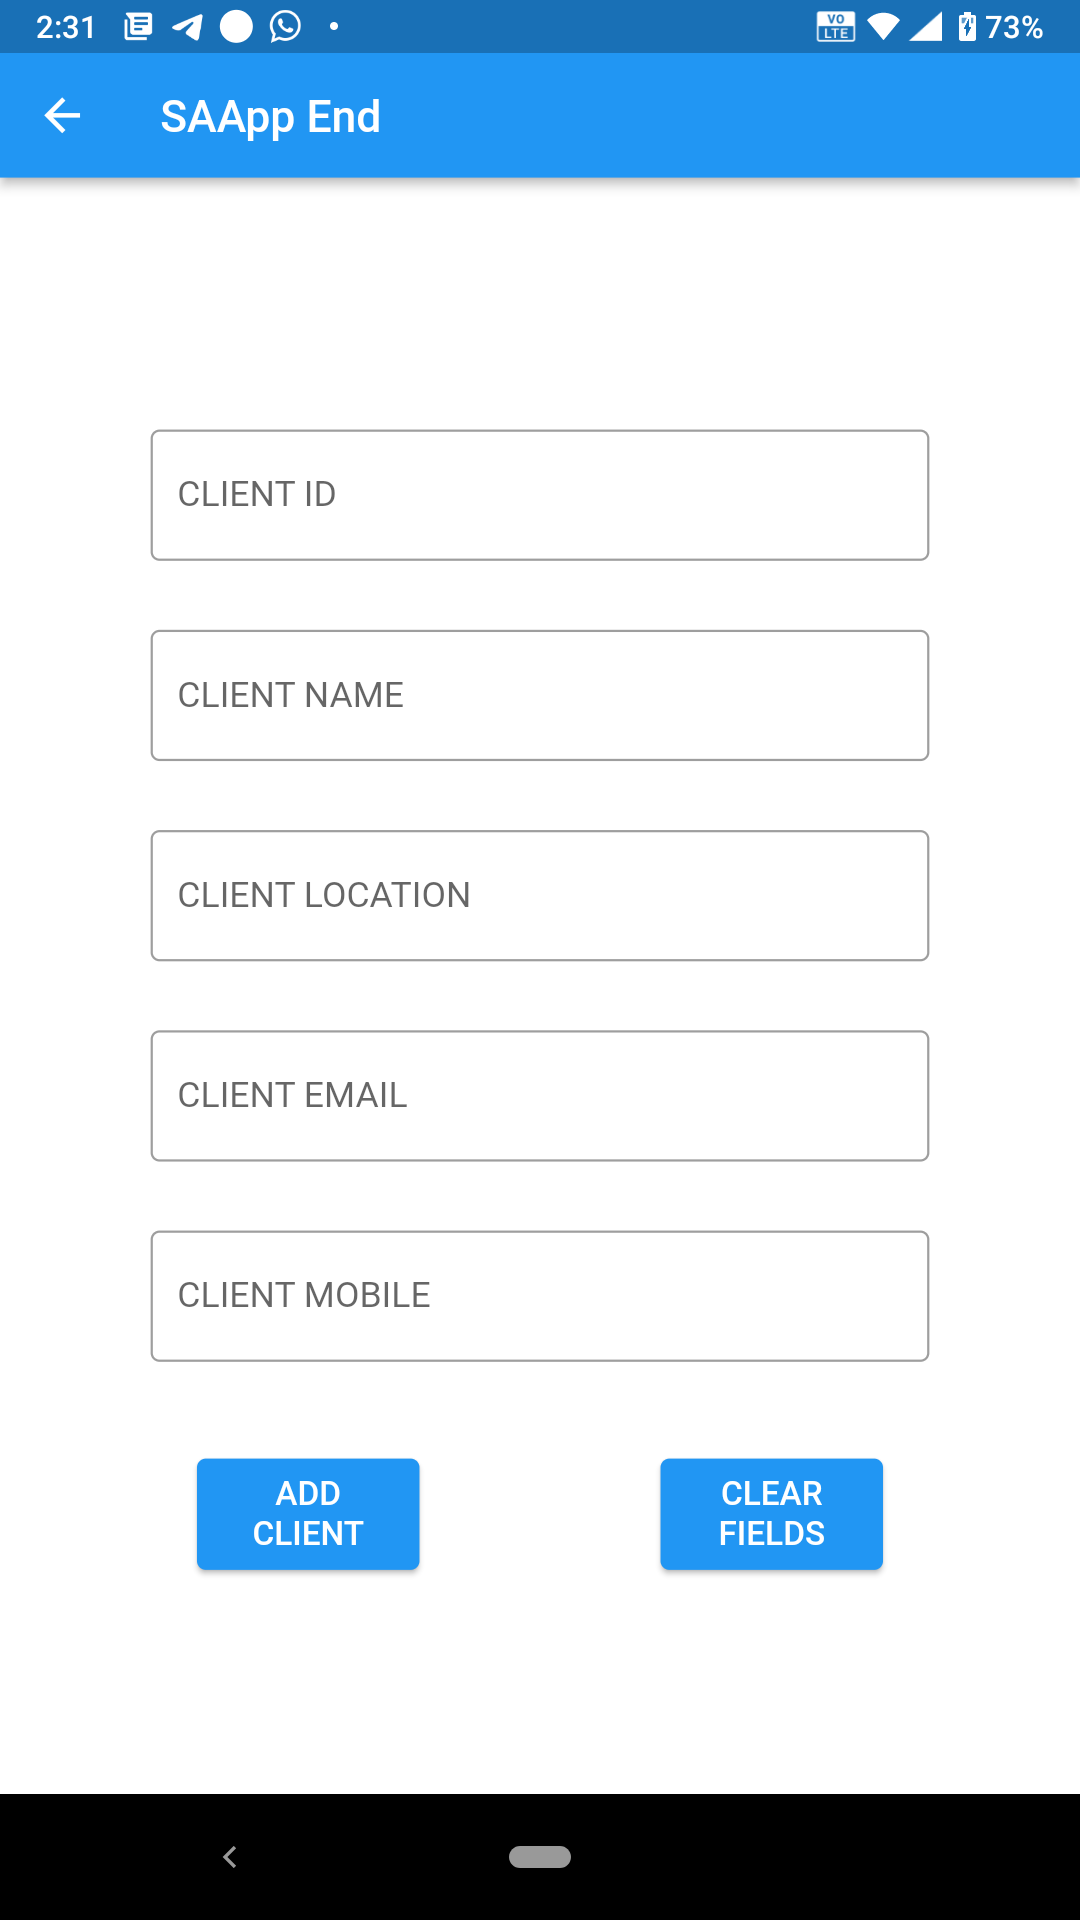 2:31
VO
LTE
73%
SAApp End
CLIENT ID
CLIENT NAME
CLIENT LOCATION
CLIENT EMAIL
CLIENT MOBILE
ADD
CLIENT
CLEAR
FIELDS